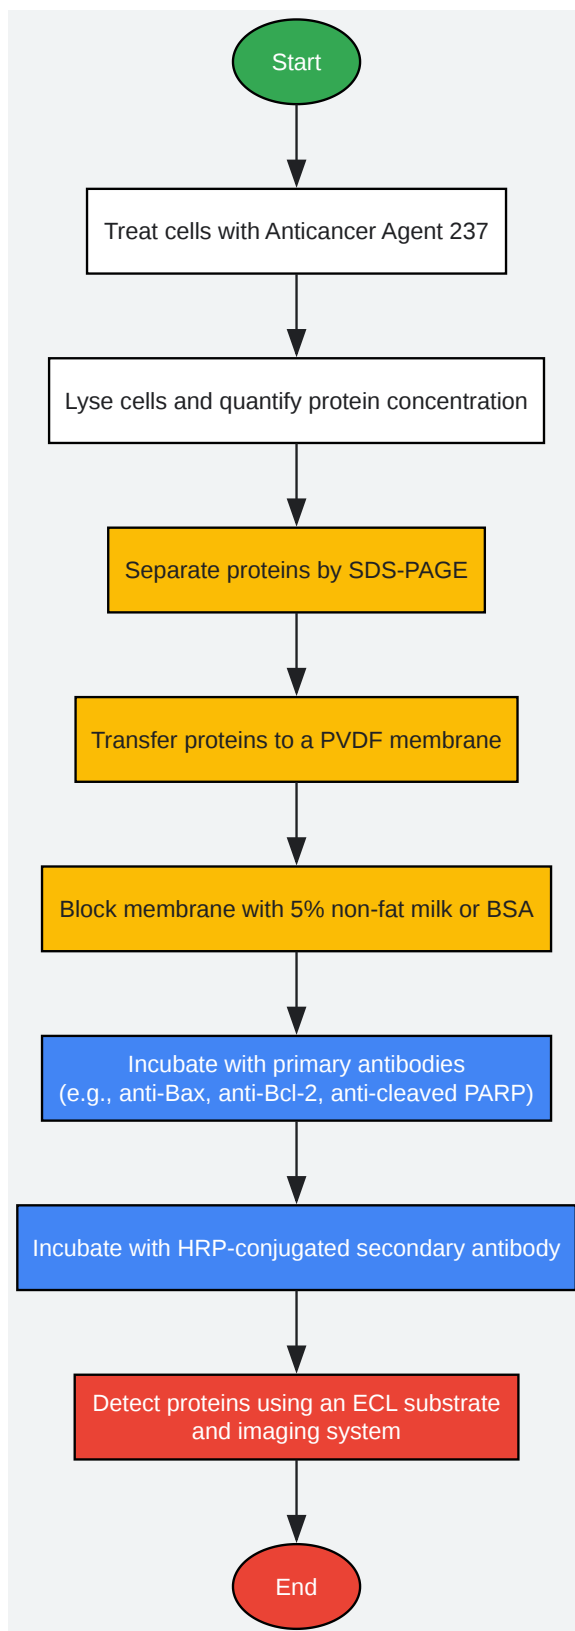 Start
Treat cells with Anticancer Agent 237
Lyse cells and quantify protein concentration
Separate proteins by SDS-PAGE
Transfer proteins to a PVDF membrane
Block membrane with 5% non-fat milk or BSA
Incubate with primary antibodies
(e.g., anti-Bax, anti-Bcl-2, anti-cleaved PARP)
Incubate with HRP-conjugated secondary antibody
Detect proteins using an ECL substrate
and imaging system
End